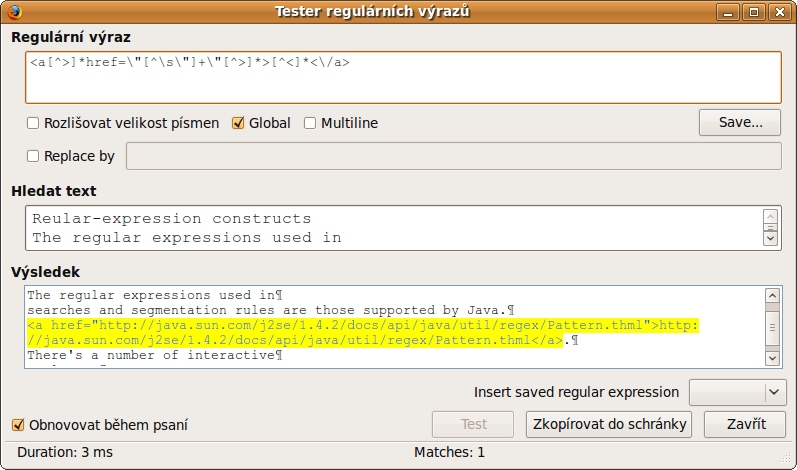 Tester regulárních výrazů
Regulární výraz
<a[^>]*href=\"[^\s\"]+\"[^>]*>[^<]*<\/a>
Rozlišovat velikost písmen
Global
Multiline
Save...
Replace by
Hledat text
Reular-expression constructs
The regular expressions used in
Výsledek
The regular expressions used in¶
searches and segmentation rules are those supported by Java.¶
<a href="http://java.sun.com/j2se/1.4.2/docs/api/java/util/regex/Pattern.thml">http:
//java.sun.com/j2se/1.4.2/docs/api/java/util/regex/Pattern.thml</a>.¶
There's a number of interactive¶
Insert saved regular expression
Obnovovat během psaní
Test
Zkopírovat do schránky
Zavřít
Duration: 3 ms
Matches: 1